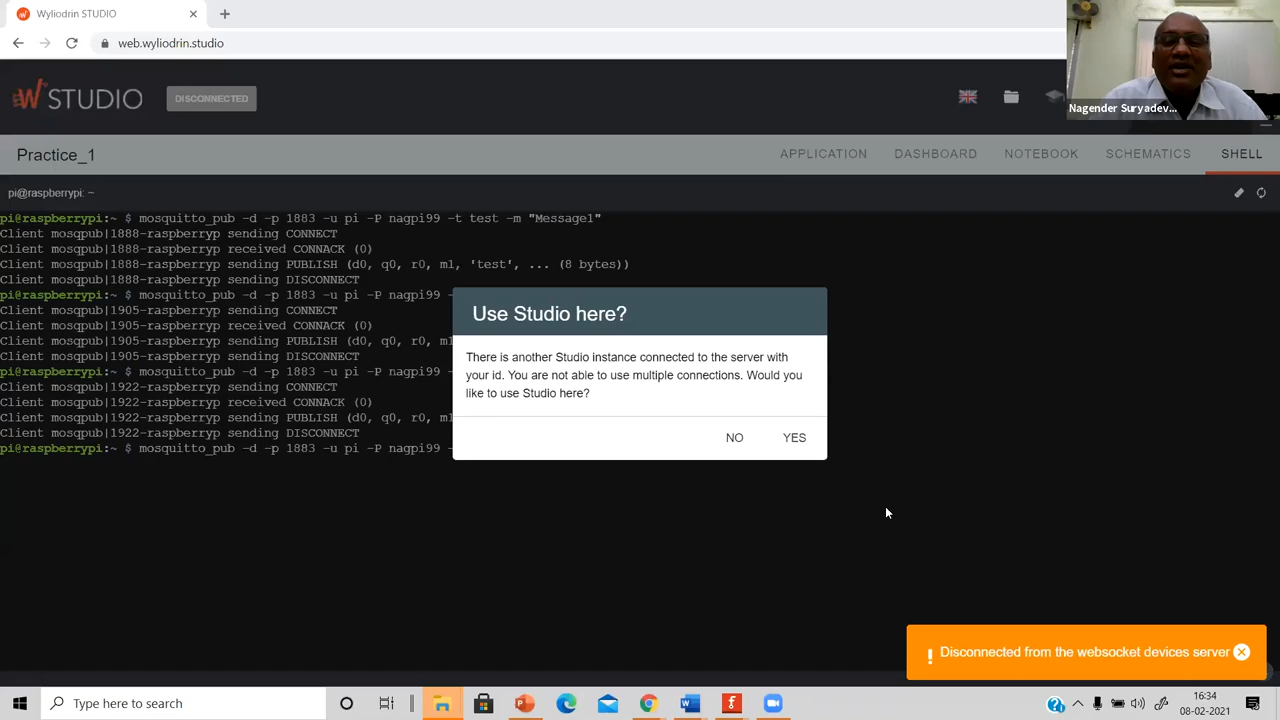 Wyliodrin STUDIO
web.wyliodrin.studio
W STUDIO
DISCONNECTED
Nagender Suryadev...
Practice_1
APPLICATION DASHBOARD NOTEBOOK SCHEMATICS SHELL
pi@raspberrypi: ~
pi@raspberrypi:~ $ mosquitto_pub -d -p 1883 -u pi -P nagpi99 -t test -m "Message1"
Client mosqpub|1888-raspberryp sending CONNECT
Client mosqpub|1888-raspberryp received CONNACK (0)
Client mosqpub|1888-raspberryp sending PUBLISH (d0, q0, r0, m1, 'test', ... (8 bytes))
Client mosqpub|1888-raspberryp sending DISCONNECT
pi@raspberrypi:~ $ mosquitto_pub -d -p 1883 -u pi -P nagpi99 -
Client mosqpub|1905-raspberryp sending CONNECT
Client mosqpub|1905-raspberryp received CONNACK (0)
Client mosqpub|1905-raspberryp sending PUBLISH (d0, q0, r0, m1
Client mosqpub|1905-raspberryp sending DISCONNECT
pi@raspberrypi:~ $ mosquitto_pub -d -p 1883 -u pi -P nagpi99 -
Client mosqpub|1922-raspberryp sending CONNECT
Client mosqpub|1922-raspberryp received CONNACK (0)
Client mosqpub|1922-raspberryp sending PUBLISH (d0, q0, r0, m1
Client mosqpub|1922-raspberryp sending DISCONNECT
pi@raspberrypi:~ $ mosquitto_pub -d -p 1883 -u pi -P nagpi99 -
Use Studio here?
There is another Studio instance connected to the server with
your id. You are not able to use multiple connections. Would you
like to use Studio here?
NO YES
Disconnected from the websocket devices server
Type here to search
16:34
08-02-2021